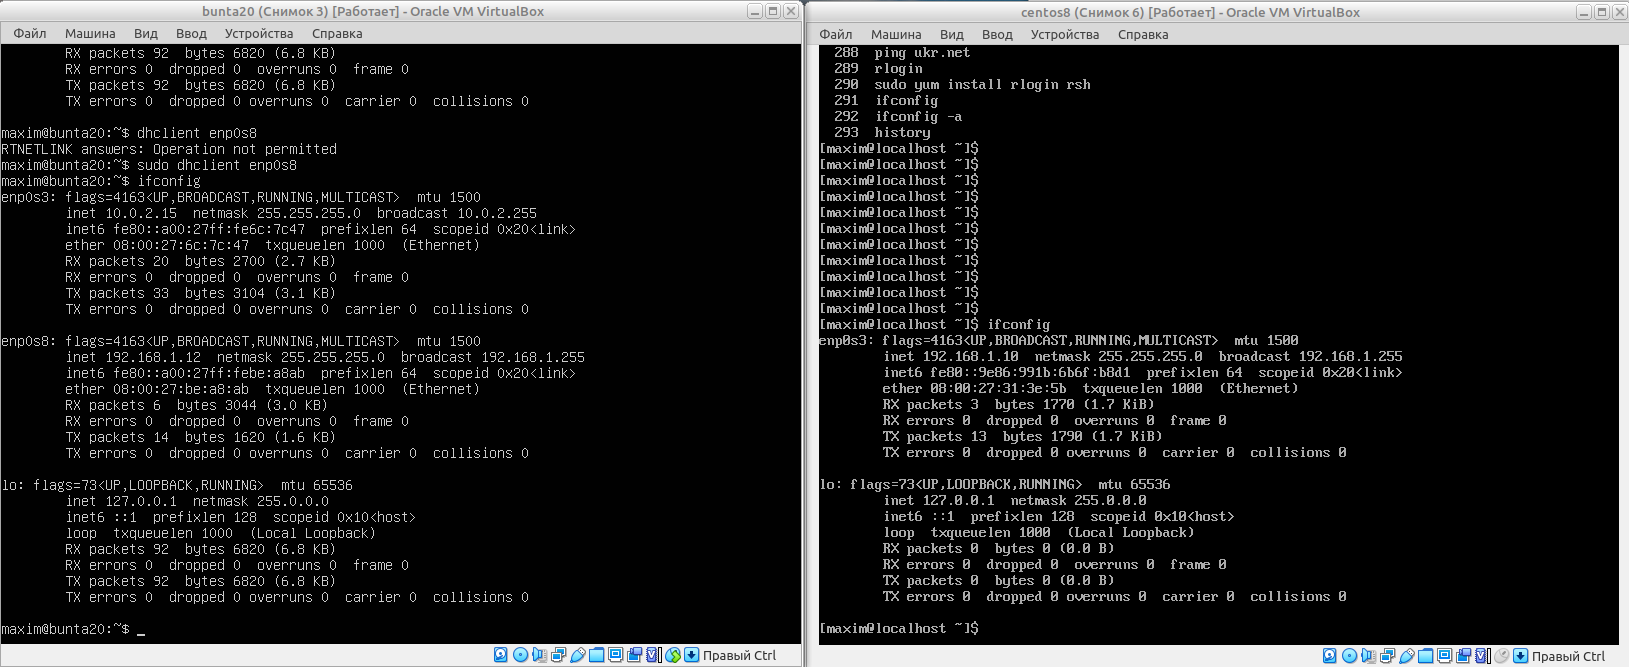 bunta20 (Снимок 3) [Работает] - Oracle VM VirtualBox
Файл Машина Вид Ввод Устройства Справка
RX packets 92  bytes 6820 (6.8 KB)
RX errors 0  dropped 0  overruns 0  frame 0
TX packets 92  bytes 6820 (6.8 KB)
TX errors 0  dropped 0 overruns 0  carrier 0  collisions 0
maxim@bunta20:~$ dhclient enp0s8
RTNETLINK answers: Operation not permitted
maxim@bunta20:~$ sudo dhclient enp0s8
maxim@bunta20:~$ ifconfig
enp0s3: flags=4163<UP,BROADCAST,RUNNING,MULTICAST>  mtu 1500
inet 10.0.2.15  netmask 255.255.255.0  broadcast 10.0.2.255
inet6 fe80::a00:27ff:fe6c:7c47  prefixlen 64  scopeid 0x20<link>
ether 08:00:27:6c:7c:47  txqueuelen 1000  (Ethernet)
RX packets 20  bytes 2700 (2.7 KB)
RX errors 0  dropped 0  overruns 0  frame 0
TX packets 33  bytes 3104 (3.1 KB)
TX errors 0  dropped 0 overruns 0  carrier 0  collisions 0
enp0s8: flags=4163<UP,BROADCAST,RUNNING,MULTICAST>  mtu 1500
inet 192.168.1.12  netmask 255.255.255.0  broadcast 192.168.1.255
inet6 fe80::a00:27ff:febe:a8ab  prefixlen 64  scopeid 0x20<link>
ether 08:00:27:be:a8:ab  txqueuelen 1000  (Ethernet)
RX packets 6  bytes 3044 (3.0 KB)
RX errors 0  dropped 0  overruns 0  frame 0
TX packets 14  bytes 1620 (1.6 KB)
TX errors 0  dropped 0 overruns 0  carrier 0  collisions 0
lo: flags=73<UP,LOOPBACK,RUNNING>  mtu 65536
inet 127.0.0.1  netmask 255.0.0.0
inet6 ::1  prefixlen 128  scopeid 0x10<host>
loop  txqueuelen 1000  (Local Loopback)
RX packets 92  bytes 6820 (6.8 KB)
RX errors 0  dropped 0  overruns 0  frame 0
TX packets 92  bytes 6820 (6.8 KB)
TX errors 0  dropped 0 overruns 0  carrier 0  collisions 0
maxim@bunta20:~$ _
Правый Ctrl
centos8 (Снимок 6) [Работает] - Oracle VM VirtualBox
Файл Машина Вид Ввод Устройства Справка
288  ping ukr.net
289  rlogin
290  sudo yum install rlogin rsh
291  ifconfig
292  ifconfig -a
293  history
[maxim@localhost ~]$
[maxim@localhost ~]$
[maxim@localhost ~]$
[maxim@localhost ~]$
[maxim@localhost ~]$
[maxim@localhost ~]$
[maxim@localhost ~]$
[maxim@localhost ~]$
[maxim@localhost ~]$
[maxim@localhost ~]$
[maxim@localhost ~]$
[maxim@localhost ~]$ ifconfig
enp0s3: flags=4163<UP,BROADCAST,RUNNING,MULTICAST>  mtu 1500
inet 192.168.1.10  netmask 255.255.255.0  broadcast 192.168.1.255
inet6 fe80::9e86:991b:6b6f:b8d1  prefixlen 64  scopeid 0x20<link>
ether 08:00:27:31:3e:5b  txqueuelen 1000  (Ethernet)
RX packets 3  bytes 1770 (1.7 KiB)
RX errors 0  dropped 0  overruns 0  frame 0
TX packets 13  bytes 1790 (1.7 KiB)
TX errors 0  dropped 0 overruns 0  carrier 0  collisions 0
lo: flags=73<UP,LOOPBACK,RUNNING>  mtu 65536
inet 127.0.0.1  netmask 255.0.0.0
inet6 ::1  prefixlen 128  scopeid 0x10<host>
loop  txqueuelen 1000  (Local Loopback)
RX packets 0  bytes 0 (0.0 B)
RX errors 0  dropped 0  overruns 0  frame 0
TX packets 0  bytes 0 (0.0 B)
TX errors 0  dropped 0 overruns 0  carrier 0  collisions 0
[maxim@localhost ~]$
Правый Ctrl